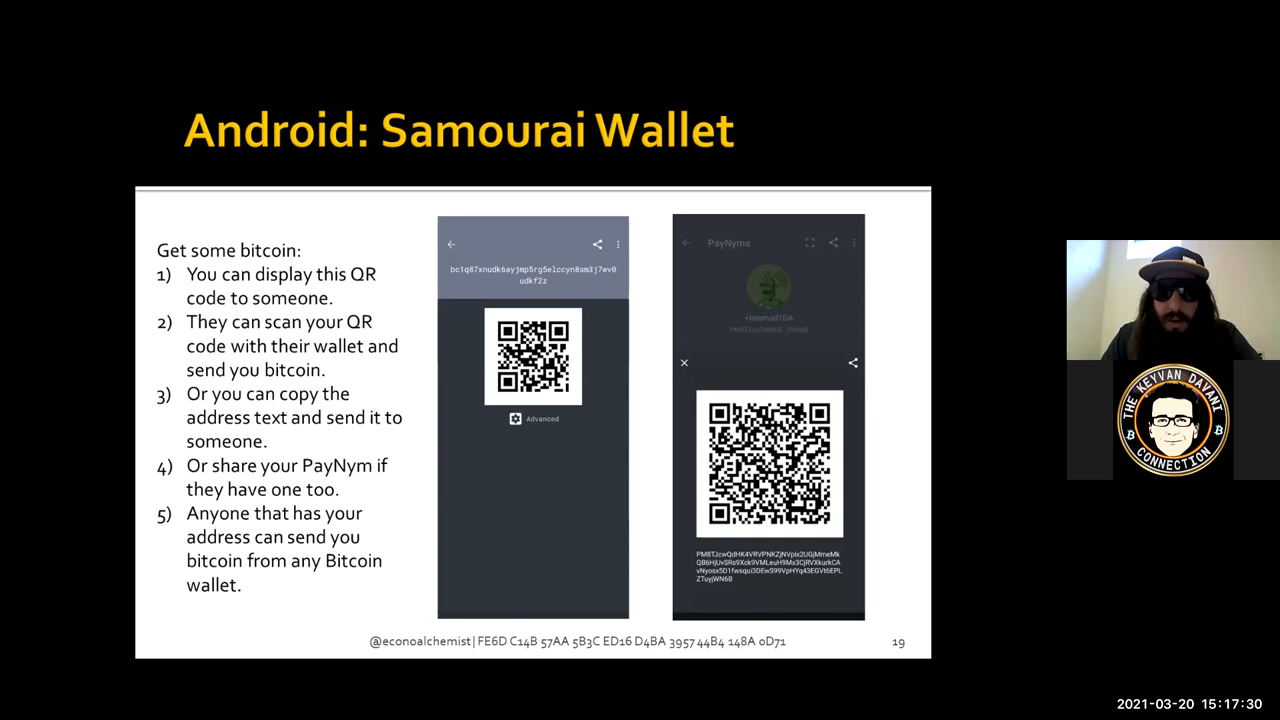 Android: Samourai Wallet
Get some bitcoin:
1) You can display this QR
code to someone.
2) They can scan your QR
code with their wallet and
send you bitcoin.
3) Or you can copy the
address text and send it to
someone.
4) Or share your PayNym if
they have one too.
5) Anyone that has your
address can send you
bitcoin from any Bitcoin
wallet.
bc1q87xnudk6ayjmp5rg5elccyn8sm3j7wv0
udkf2z
Advanced
PayNyms
+latemud1DA
@econoalchemist | FE6D C14B 57AA 5B3C ED16 D4BA 3957 44B4 148A 0D71
19
THE KEYVAN DAVANI
CONNECTION
2021-03-20 15:17:30